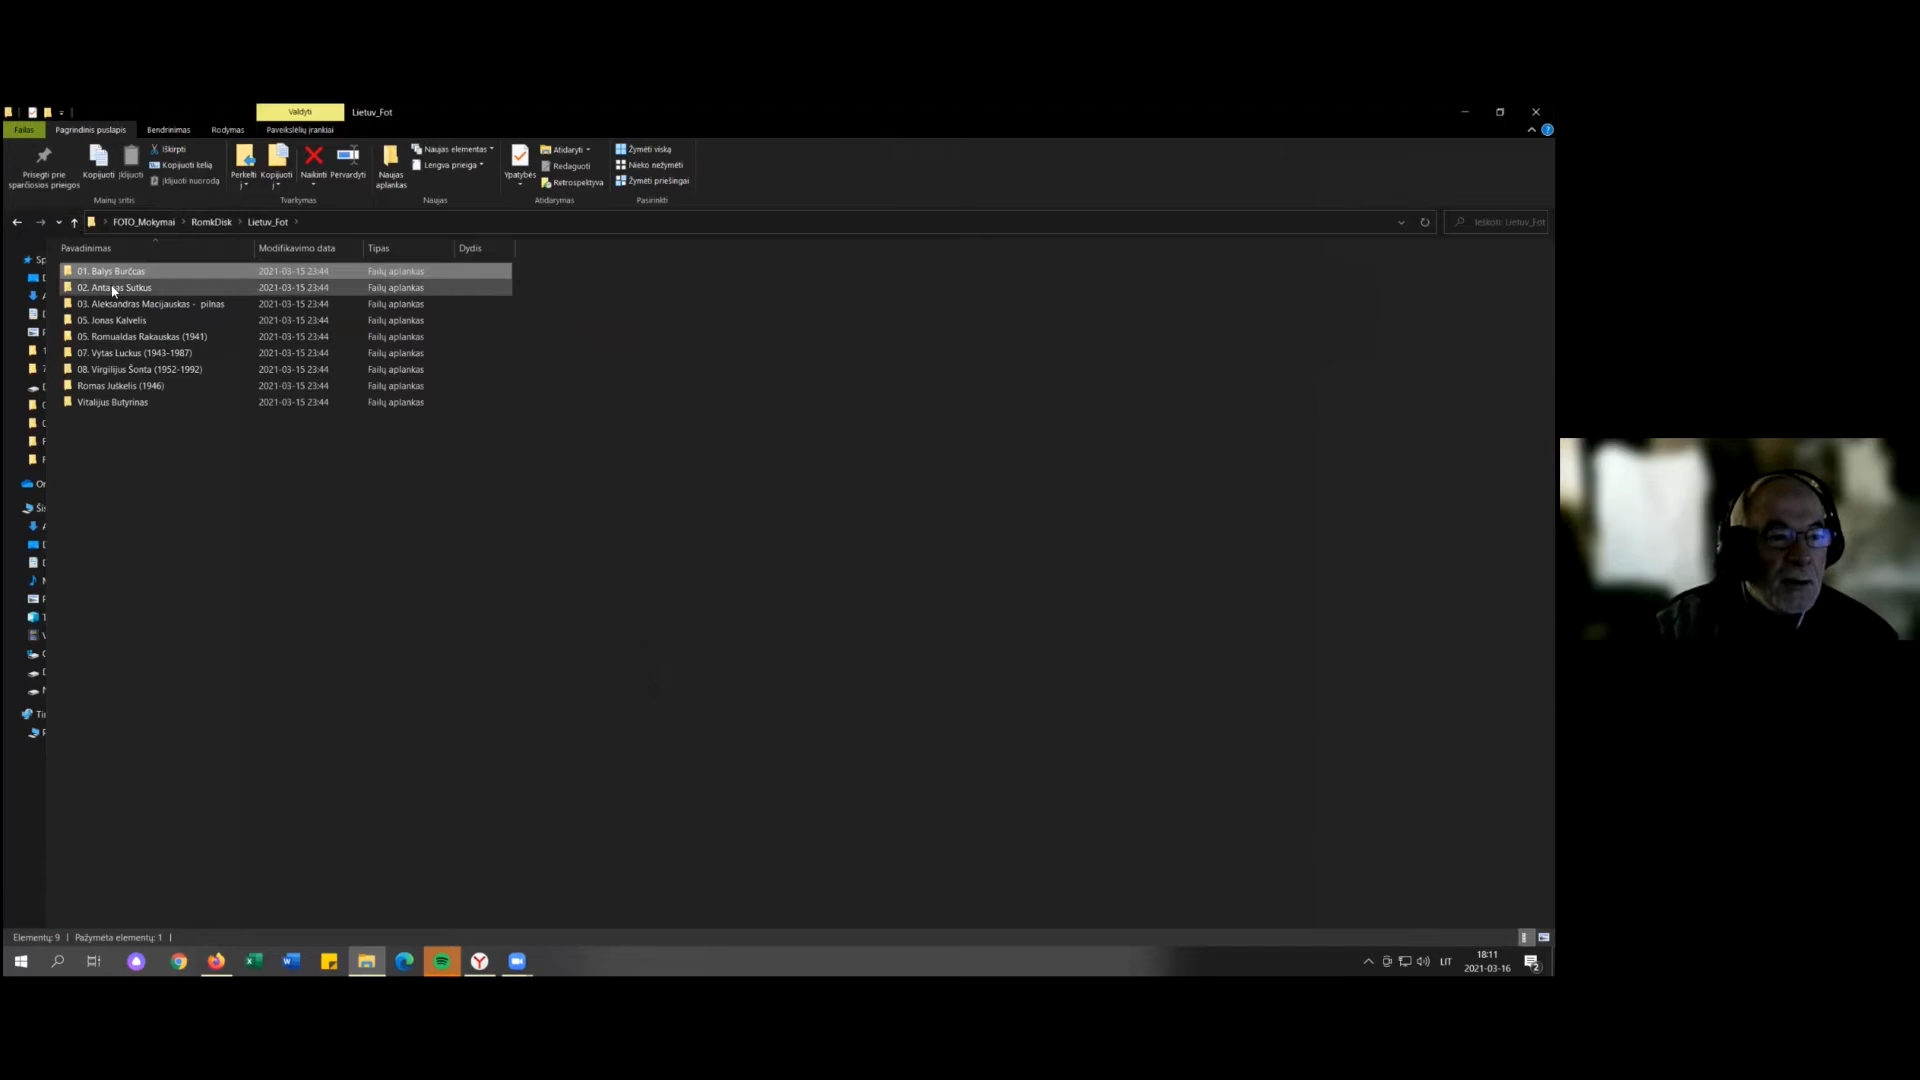 Valdyti Lietuv_Fot
Failas Pagrindinis puslapis Bendrinimas Rodymas Paveikslėlių įrankiai
Prisegti prie sparčiosios prieigos
Kopijuoti
Įklijuoti
Iškirpti
Kopijuoti kelią
Įklijuoti nuorodą
Perkelti į
Kopijuoti į
Naikinti
Pervardyti
Naujas aplankas
Naujas elementas
Lengva prieiga
Ypatybės
Atidaryti
Redaguoti
Retrospektyva
Žymėti viską
Nieko nežymėti
Žymėti priešingai
Mainų sritis Tvarkymas Naujas Atidarymas Pasirinkti
FOTO_Mokymai > RomkDisk > Lietuv_Fot >
Ieškoti: Lietuv_Fot
Pavadinimas Modifikavimo data Tipas Dydis
01. Balys Burčcas 2021-03-15 23:44 Failų aplankas
02. Antanas Sutkus 2021-03-15 23:44 Failų aplankas
03. Aleksandras Macijauskas - pilnas 2021-03-15 23:44 Failų aplankas
05. Jonas Kalvelis 2021-03-15 23:44 Failų aplankas
05. Romualdas Rakauskas (1941) 2021-03-15 23:44 Failų aplankas
07. Vytas Luckus (1943-1987) 2021-03-15 23:44 Failų aplankas
08. Virgilijus Šonta (1952-1992) 2021-03-15 23:44 Failų aplankas
Romas Juškelis (1946) 2021-03-15 23:44 Failų aplankas
Vitalijus Butyrinas 2021-03-15 23:44 Failų aplankas
Elementų: 9 | Pažymėta elementų: 1 |
LIT
18:11
2021-03-16
2